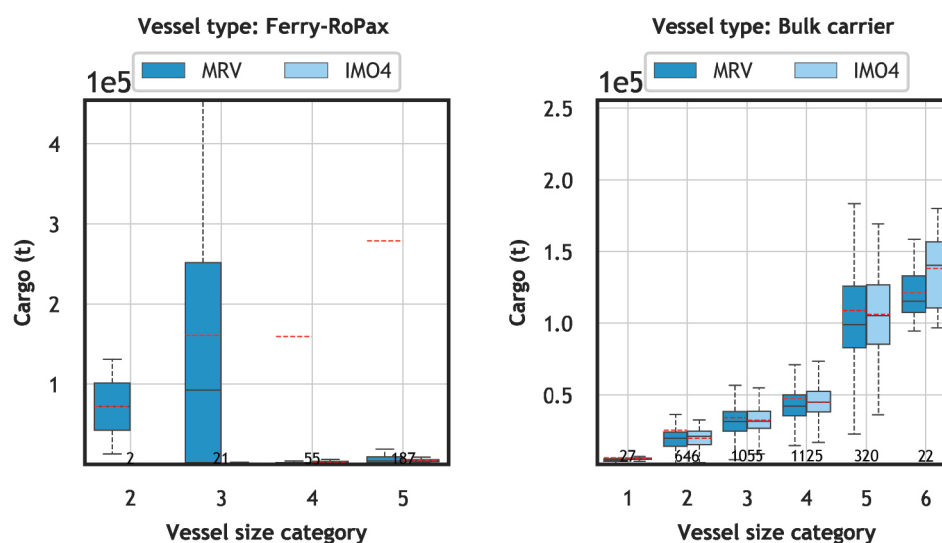 Vessel type: Ferry-RoPax
MRV IMO4
1e5
4
3
2
1
Cargo (t)
2 21 55 187
2 3 4 5
Vessel size category
Vessel type: Bulk carrier
MRV IMO4
1e5
2.5
2.0
1.5
1.0
0.5
Cargo (t)
27 646 1055 1125 320 22
1 2 3 4 5 6
Vessel size category